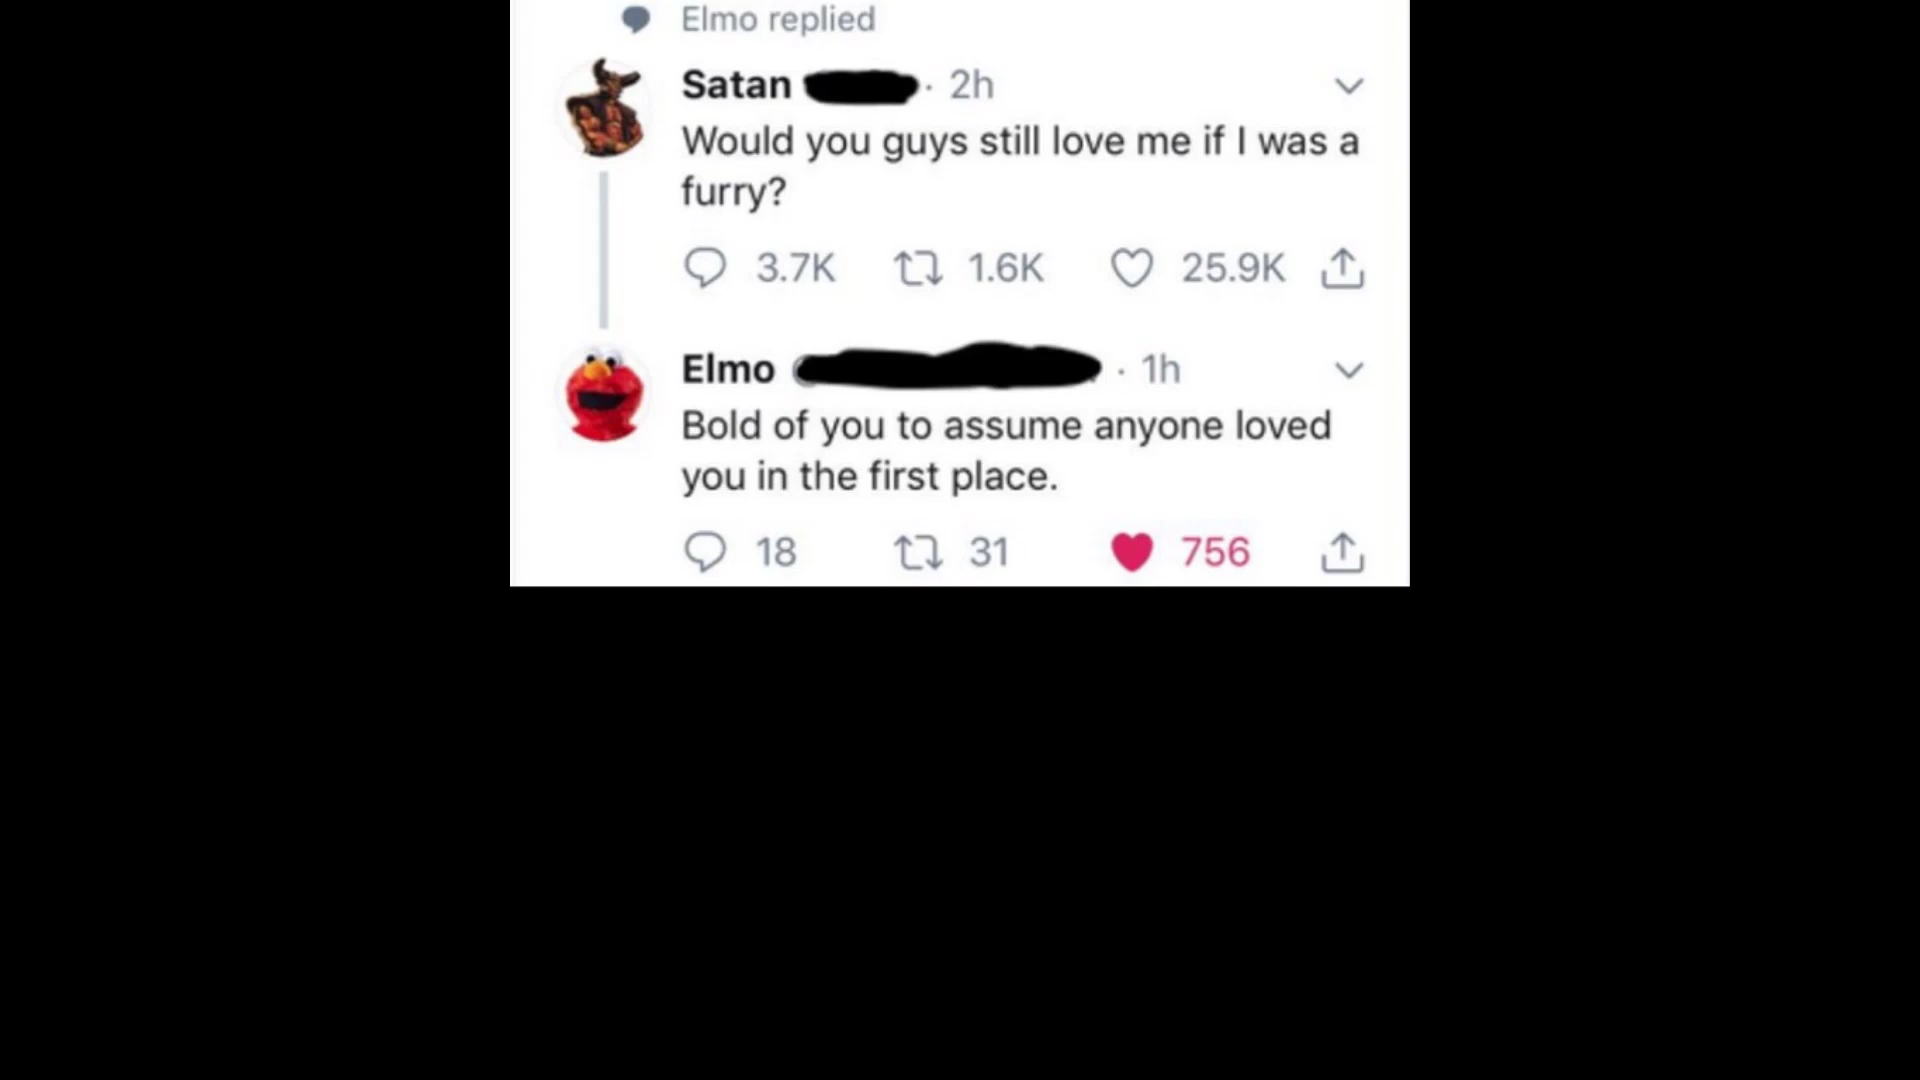 Elmo replied
Satan · 2h
Would you guys still love me if I was a
furry?
3.7K 1.6K 25.9K
Elmo · 1h
Bold of you to assume anyone loved
you in the first place.
18 31 756